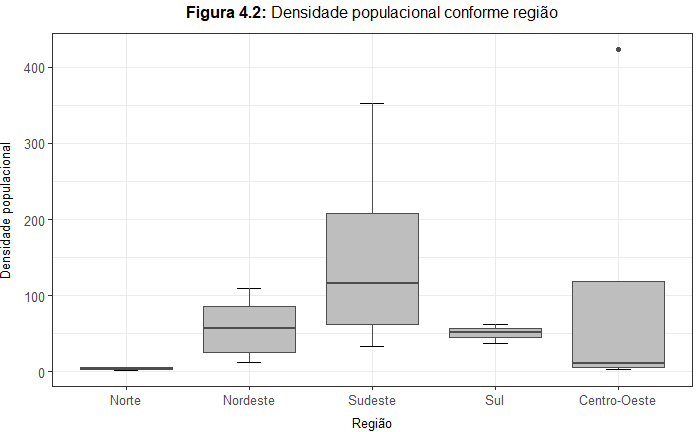 Figura 4.2: Densidade populacional conforme região
Densidade populacional
400
300
200
100
0
Norte
Nordeste
Sudeste
Sul
Centro-Oeste
Região